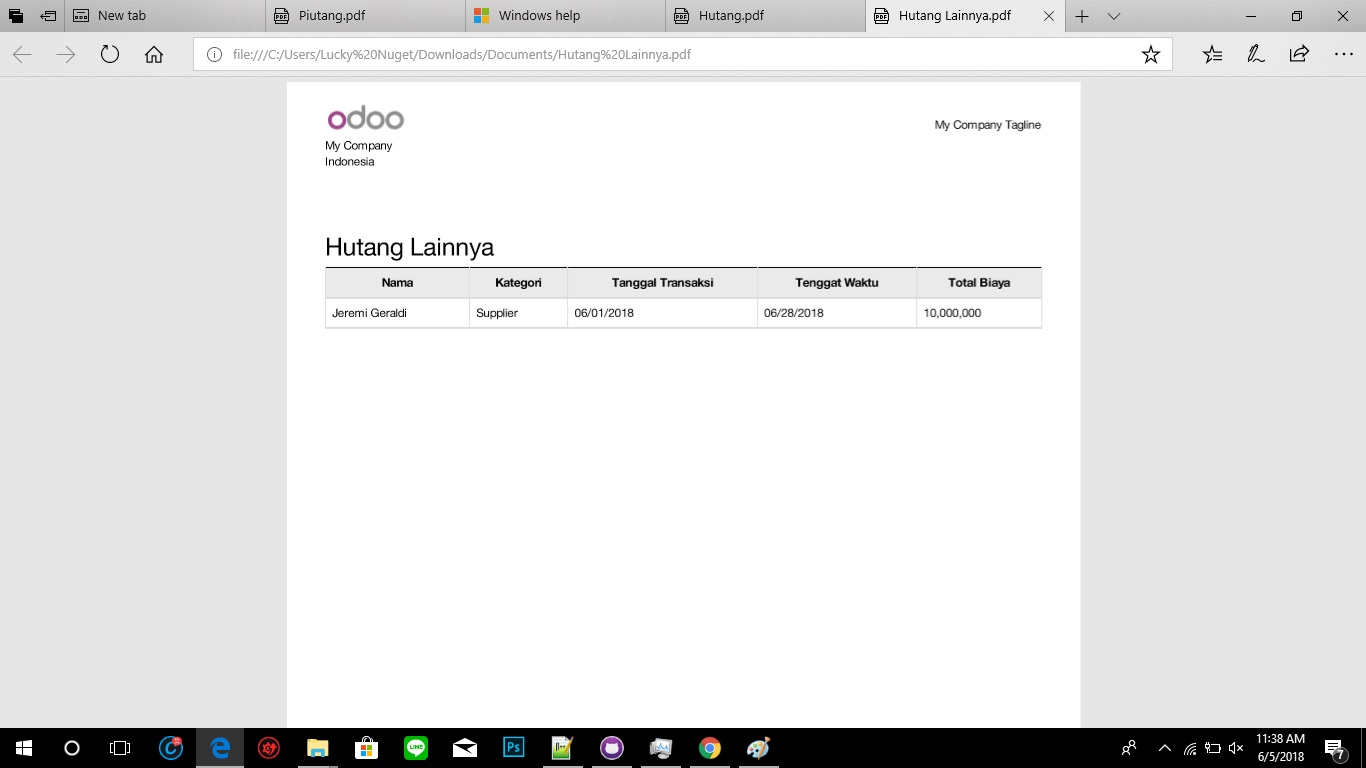 New tab
Piutang.pdf
Windows help
Hutang.pdf
Hutang Lainnya.pdf
file:///C:/Users/Lucky%20Nuget/Downloads/Documents/Hutang%20Lainnya.pdf
odoo
My Company Tagline
My Company
Indonesia
Hutang Lainnya
Nama Kategori Tanggal Transaksi Tenggat Waktu Total Biaya
Jeremi Geraldi Supplier 06/01/2018 06/28/2018 10,000,000
LINE
Ps
11:38 AM
6/5/2018
7